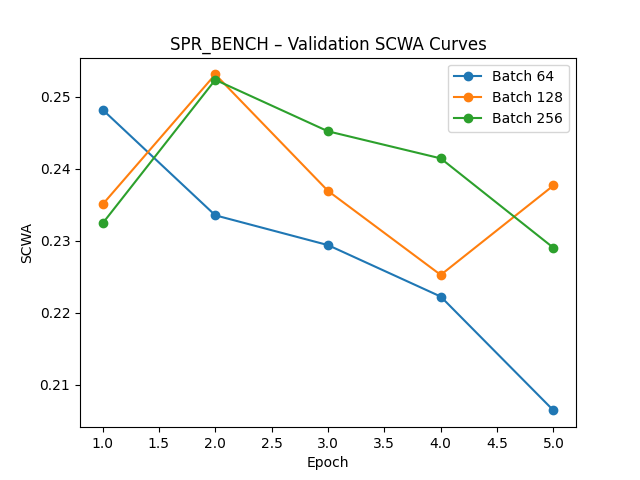 SPR_BENCH – Validation SCWA Curves
Batch 64
Batch 128
Batch 256
0.25
0.24
0.23
0.22
0.21
SCWA
1.0 1.5 2.0 2.5 3.0 3.5 4.0 4.5 5.0
Epoch